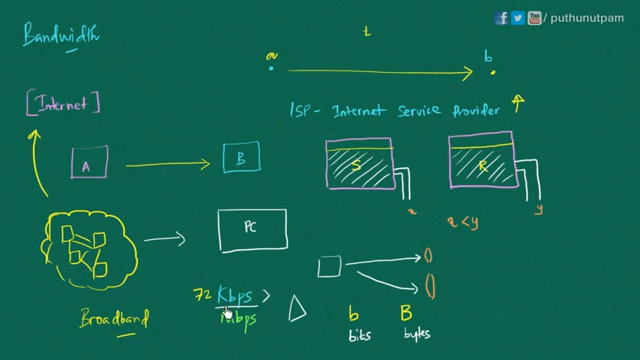 / puthunutpam
Bandwidth
t
a
b
[Internet]
ISP - Internet Service Provider
A
B
S
R
x
y
x < y
PC
72 Kbps >
Mbps
b
B
bits
bytes
Broadband